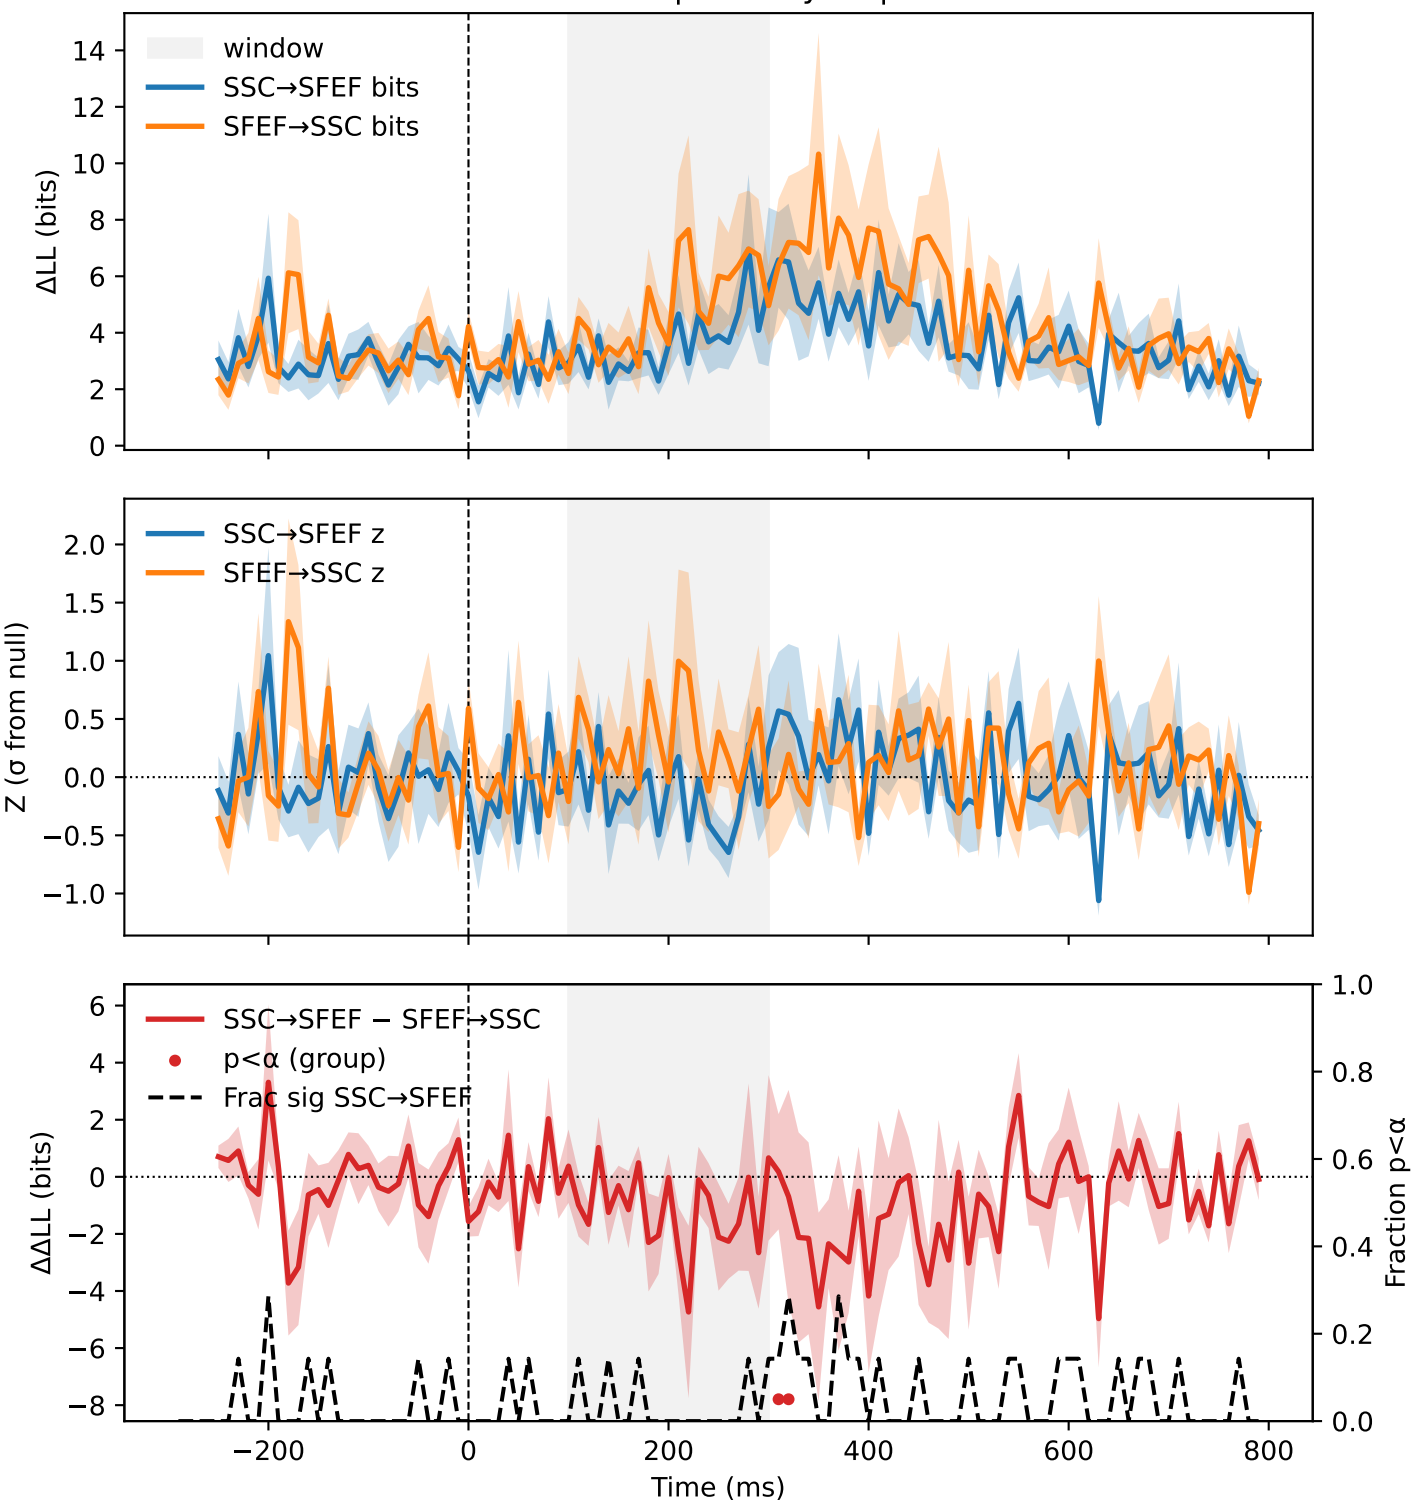 14
12
10
8
6
4
2
0
ΔLL (bits)
window
SSC→SFEF bits
SFEF→SSC bits
2.0
1.5
1.0
0.5
0.0
−0.5
−1.0
Z (σ from null)
SSC→SFEF z
SFEF→SSC z
6
4
2
0
−2
−4
−6
−8
ΔΔLL (bits)
SSC→SFEF − SFEF→SSC
p<α (group)
Frac sig SSC→SFEF
1.0
0.8
0.6
0.4
0.2
0.0
Fraction p<α
−200 0 200 400 600 800
Time (ms)